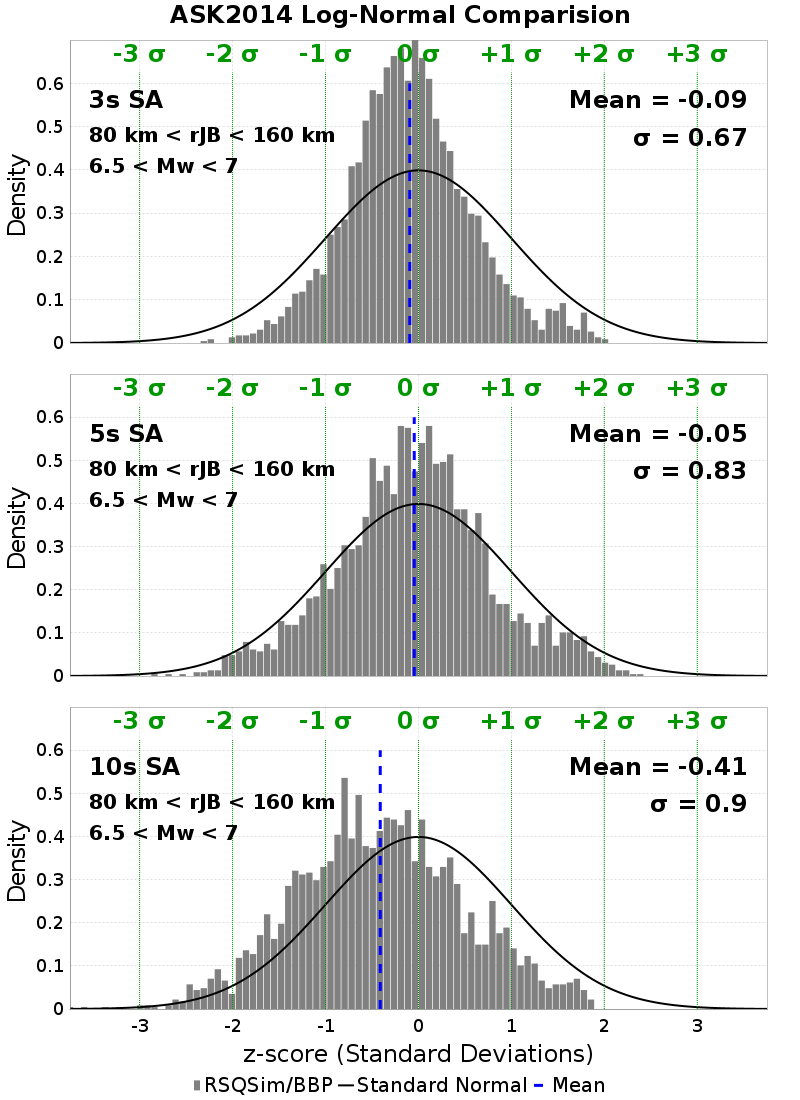 ASK2014 Log-Normal Comparision
-3 σ -2 σ -1 σ 0 σ +1 σ +2 σ +3 σ
0.6
3s SA
Mean = -0.09
0.5
80 km < rJB < 160 km
σ = 0.67
6.5 < Mw < 7
0.4
0.3
0.2
0.1
0
Density
-3 σ -2 σ -1 σ 0 σ +1 σ +2 σ +3 σ
0.6
5s SA
Mean = -0.05
0.5
80 km < rJB < 160 km
σ = 0.83
6.5 < Mw < 7
0.4
0.3
0.2
0.1
0
Density
-3 σ -2 σ -1 σ 0 σ +1 σ +2 σ +3 σ
0.6
10s SA
Mean = -0.41
0.5
80 km < rJB < 160 km
σ = 0.9
6.5 < Mw < 7
0.4
0.3
0.2
0.1
0
Density
-3 -2 -1 0 1 2 3
z-score (Standard Deviations)
RSQSim/BBP Standard Normal Mean